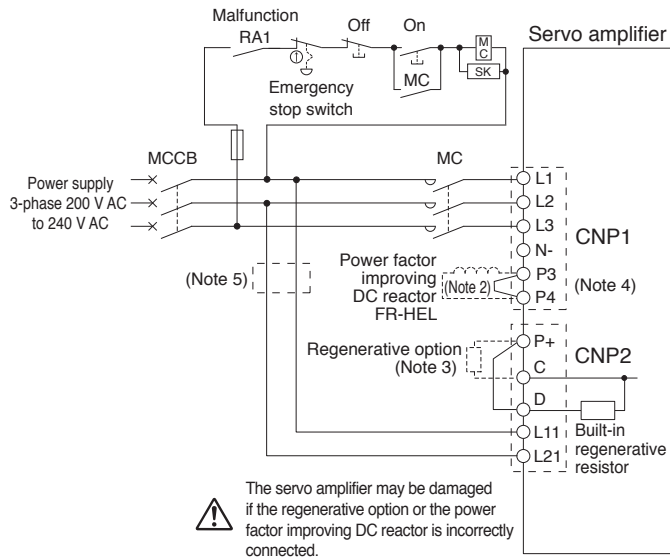 Malfunction
RA1
Off
On
MC
SK
MC
Emergency
stop switch
Servo amplifier
MCCB
MC
Power supply
3-phase 200 V AC
to 240 V AC
L1
L2
L3
N-
P3
P4
CNP1
(Note 4)
(Note 5)
Power factor
improving
DC reactor
FR-HEL
(Note 2)
Regenerative option
(Note 3)
P+
C
D
L11
L21
CNP2
Built-in
regenerative
resistor
The servo amplifier may be damaged
if the regenerative option or the power
factor improving DC reactor is incorrectly
connected.